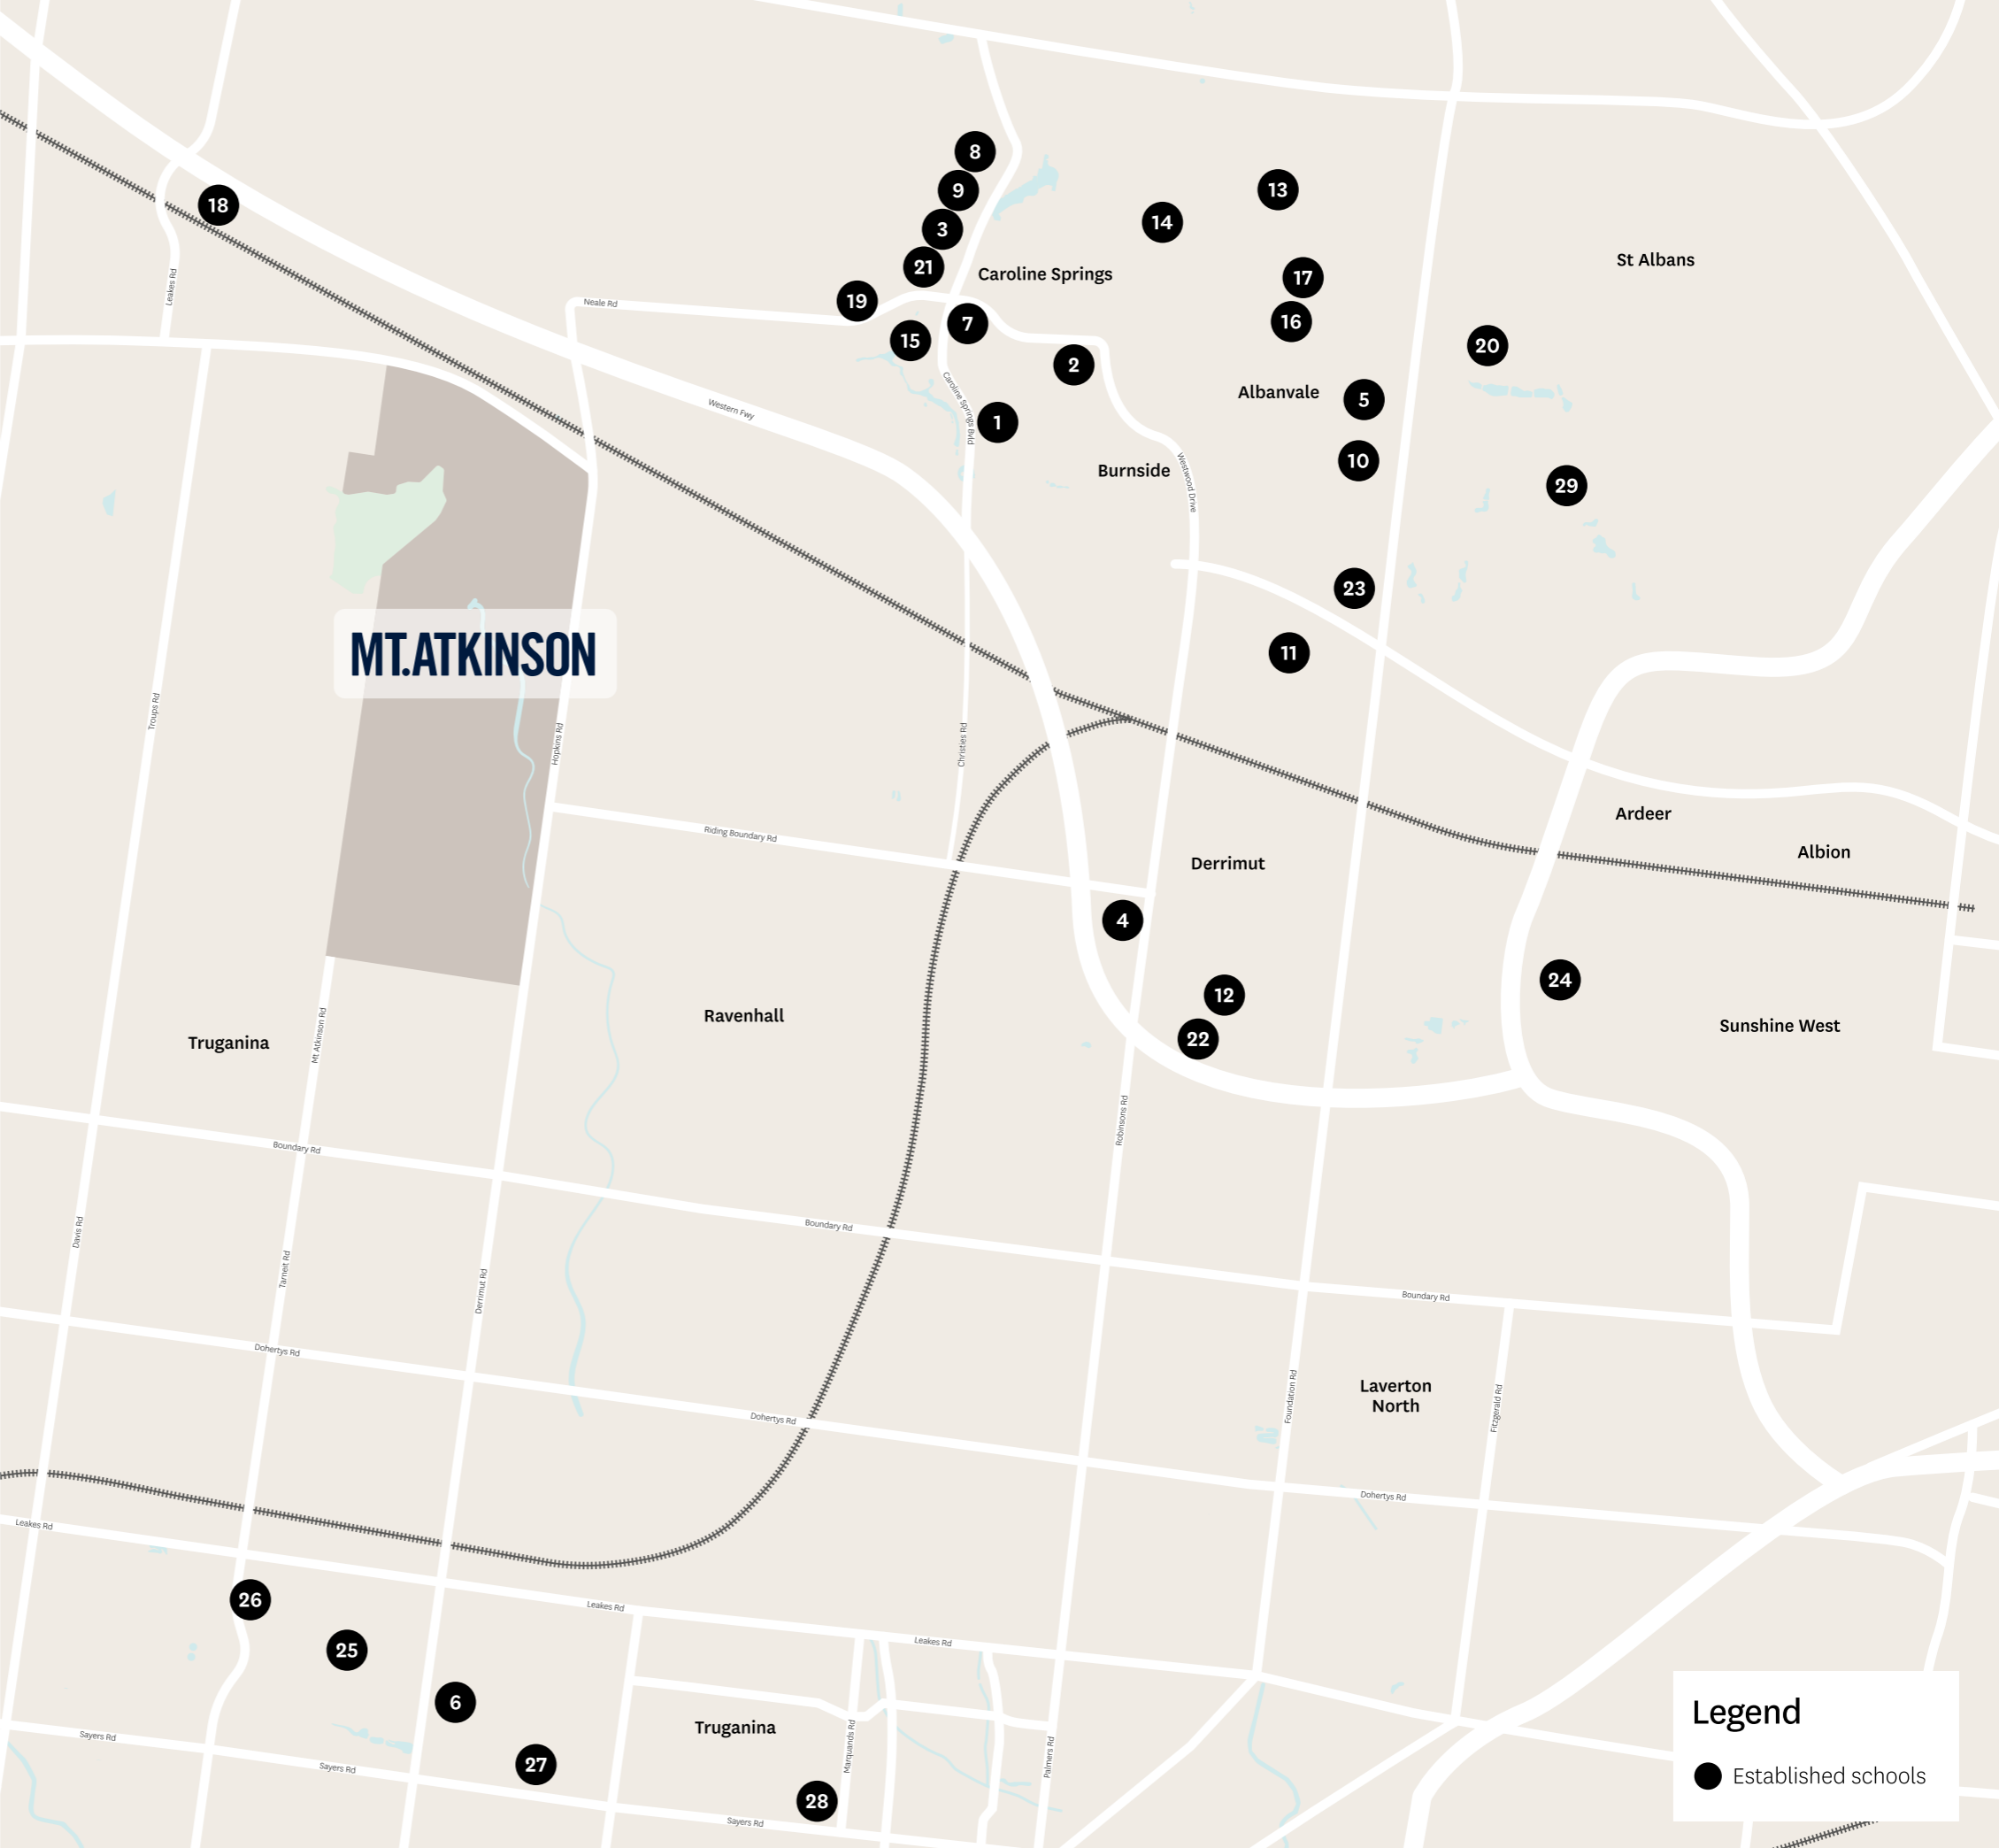 8
9
13
18
3
14
St Albans
21
Caroline Springs
17
Leakes Rd
19
Neale Rd
7
16
15
20
2
Albanvale
5
Western Fwy
Caroline Springs Blvd
1
10
Burnside
Westwood Drive
29
23
MT.ATKINSON
11
Troups Rd
Hopkins Rd
Christies Rd
Ardeer
Riding Boundary Rd
Albion
Derrimut
4
24
12
Ravenhall
Sunshine West
22
Truganina
Mt Atkinson Rd
Robinsons Rd
Boundary Rd
Boundary Rd
Davis Rd
Tarneit Rd
Derrimut Rd
Boundary Rd
Dohertys Rd
Laverton
North
Foundation Rd
Fitzgerald Rd
Dohertys Rd
Dohertys Rd
Leakes Rd
26
Leakes Rd
25
Leakes Rd
6
Truganina
Legend
Sayers Rd
Marquands Rd
Palmers Rd
27
Sayers Rd
Established schools
28
Sayers Rd